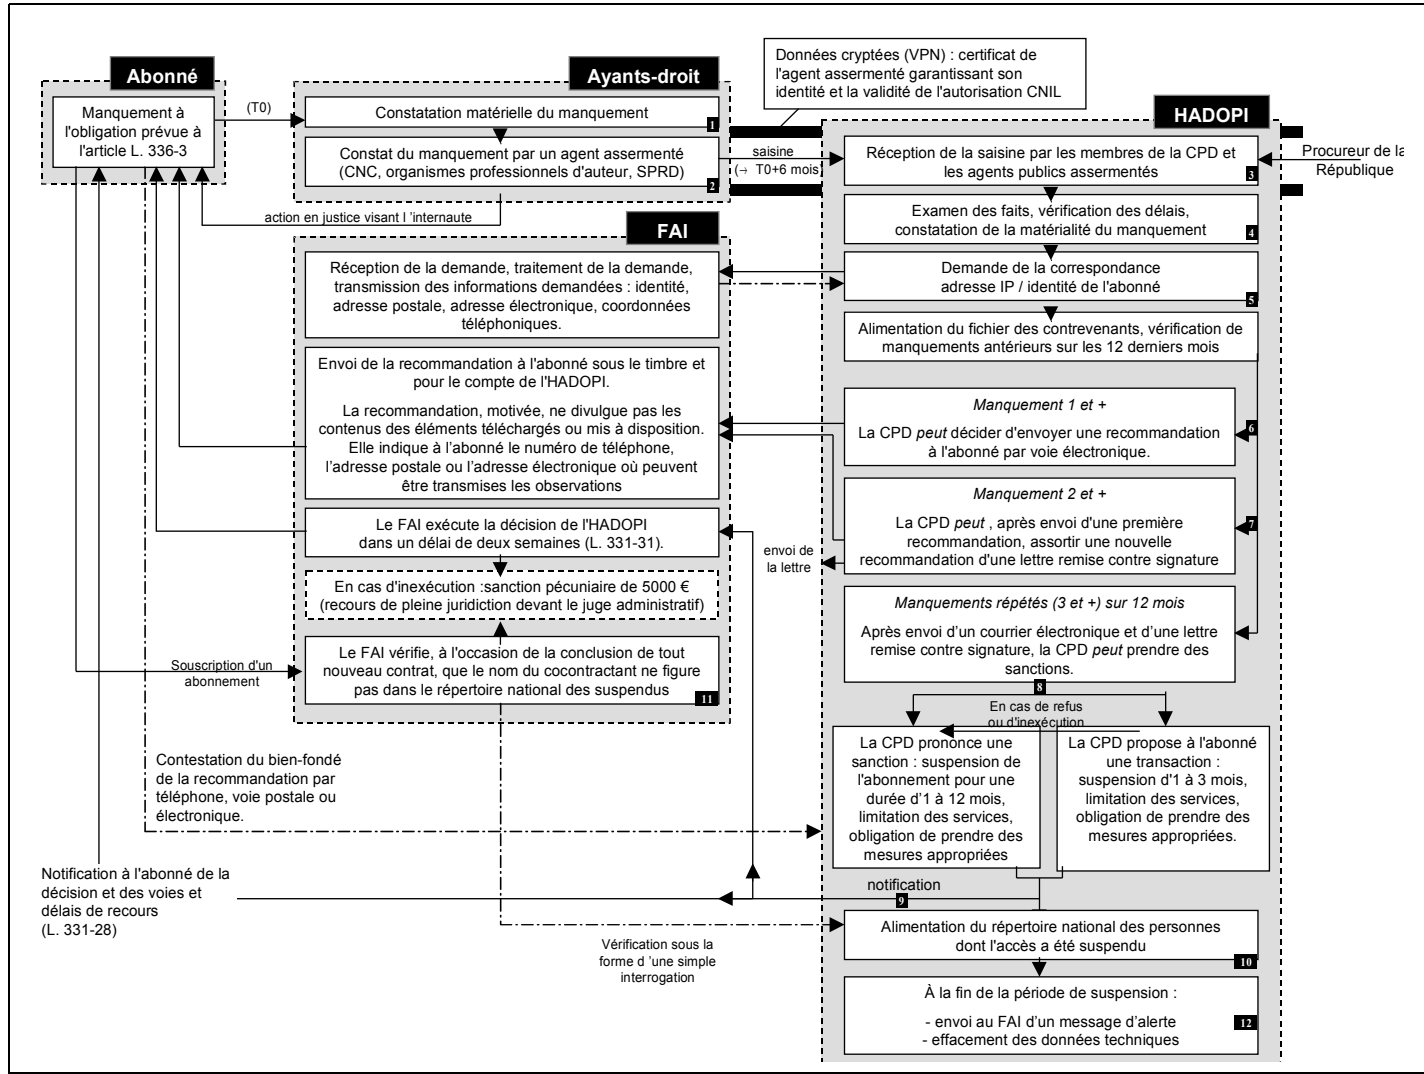 Données cryptées (VPN) : certificat de
l'agent assermenté garantissant son
identité et la validité de l'autorisation CNIL
Abonné
Manquement à
l'obligation prévue à
l'article L. 336-3
(T0)
Ayants-droit
Constatation matérielle du manquement
1
Constat du manquement par un agent assermenté
(CNC, organismes professionnels d'auteur, SPRD)
2
saisine
(→ T0+6 mois)
action en justice visant l 'internaute
HADOPI
Réception de la saisine par les membres de la CPD et
les agents publics assermentés
3
Procureur de la
République
Examen des faits, vérification des délais,
constatation de la matérialité du manquement
4
Demande de la correspondance
adresse IP / identité de l'abonné
5
Alimentation du fichier des contrevenants, vérification de
manquements antérieurs sur les 12 derniers mois
FAI
Réception de la demande, traitement de la demande,
transmission des informations demandées : identité,
adresse postale, adresse électronique, coordonnées
téléphoniques.
Envoi de la recommandation à l'abonné sous le timbre et
pour le compte de l'HADOPI.
La recommandation, motivée, ne divulgue pas les
contenus des éléments téléchargés ou mis à disposition.
Elle indique à l’abonné le numéro de téléphone,
l’adresse postale ou l’adresse électronique où peuvent
être transmises les observations
Manquement 1 et +
La CPD peut décider d'envoyer une recommandation
à l'abonné par voie électronique.
6
Manquement 2 et +
La CPD peut , après envoi d'une première
recommandation, assortir une nouvelle
recommandation d'une lettre remise contre signature
7
envoi de
la lettre
Le FAI exécute la décision de l'HADOPI
dans un délai de deux semaines (L. 331-31).
En cas d'inexécution :sanction pécuniaire de 5000 €
(recours de pleine juridiction devant le juge administratif)
Le FAI vérifie, à l'occasion de la conclusion de tout
nouveau contrat, que le nom du cocontractant ne figure
pas dans le répertoire national des suspendus
11
Souscription d'un
abonnement
Manquements répétés (3 et +) sur 12 mois
Après envoi d’un courrier électronique et d’une lettre
remise contre signature, la CPD peut prendre des
sanctions.
8
En cas de refus
ou d'inexécution
La CPD prononce une
sanction : suspension de
l'abonnement pour une
durée d’1 à 12 mois,
limitation des services,
obligation de prendre des
mesures appropriées
La CPD propose à l'abonné
une transaction :
suspension d'1 à 3 mois,
limitation des services,
obligation de prendre des
mesures appropriées.
Contestation du bien-fondé
de la recommandation par
téléphone, voie postale ou
électronique.
Notification à l'abonné de la
décision et des voies et
délais de recours
(L. 331-28)
notification
9
Vérification sous la
forme d 'une simple
interrogation
Alimentation du répertoire national des personnes
dont l'accès a été suspendu
10
À la fin de la période de suspension :
- envoi au FAI d’un message d’alerte
- effacement des données techniques
12